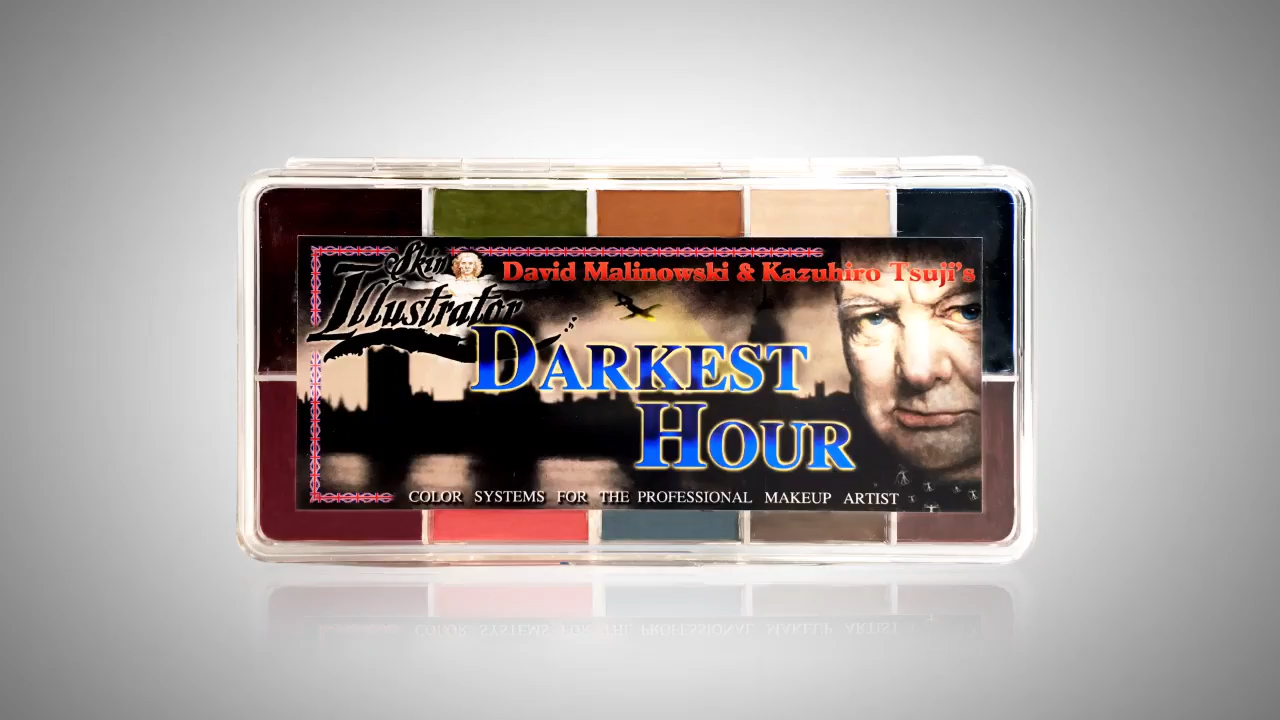 Skin
Illustrator
David Malinowski & Kazuhiro Tsuji's
DARKEST
HOUR
COLOR SYSTEMS FOR THE PROFESSIONAL MAKEUP ARTIST